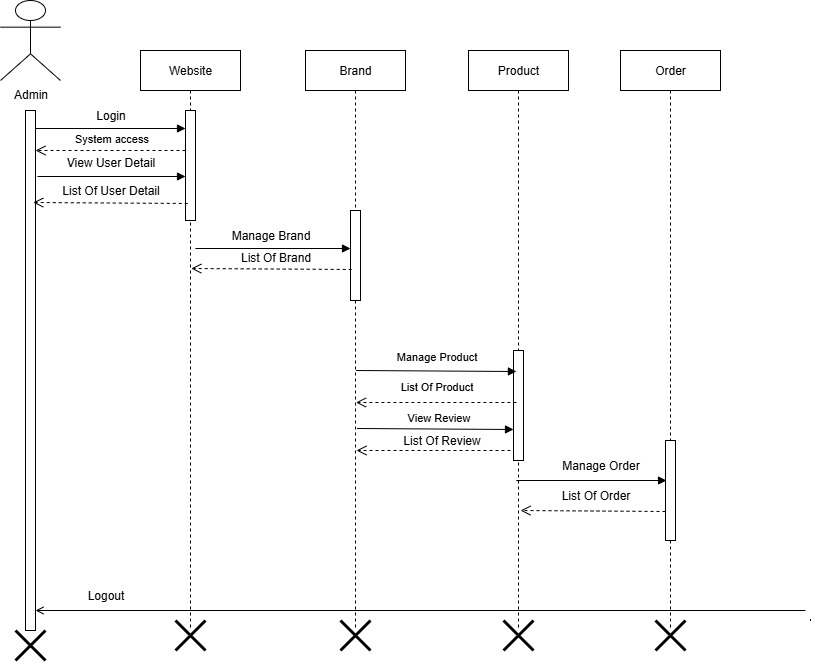 Website
Brand
Product
Order
Admin
Login
System access
View User Detail
List Of User Detail
Manage Brand
List Of Brand
Manage Product
List Of Product
View Review
List Of Review
Manage Order
List Of Order
Logout